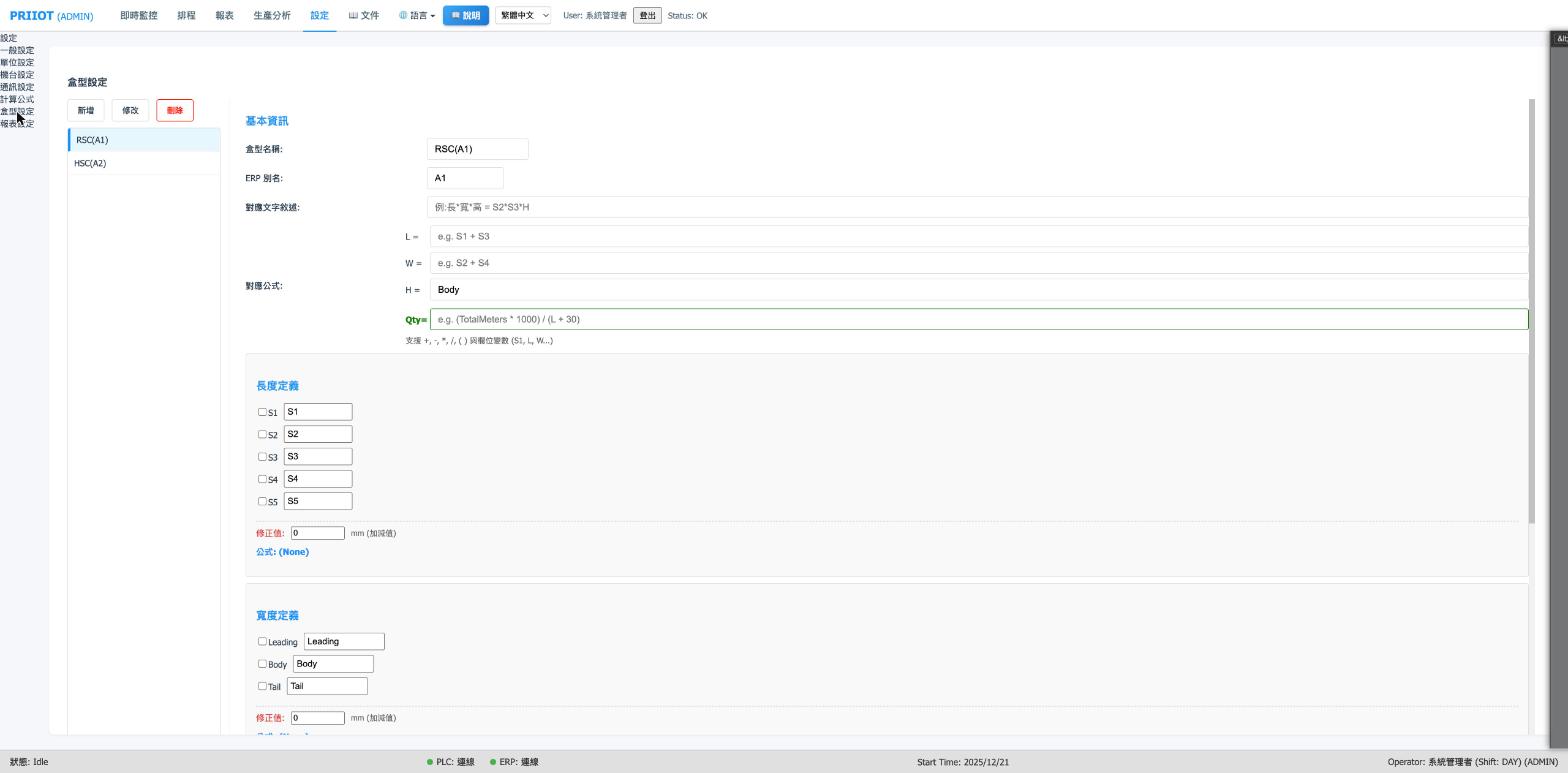 PRIIOT (ADMIN) 即時監控 排程 報表 生產分析 設定 文件 語言 說明 繁體中文 User: 系統管理者 登出 Status: OK
設定
一般設定
單位設定
機台設定
通訊設定
計算公式
盒型設定
報表設定
&lt
盒型設定
新增 修改 刪除
RSC(A1)
HSC(A2)
基本資訊
盒型名稱: RSC(A1)
ERP 別名: A1
對應文字敘述: 例:長*寬*高 = S2*S3*H
L = e.g. S1 + S3
W = e.g. S2 + S4
對應公式: H = Body
Qty= e.g. (TotalMeters * 1000) / (L + 30)
支援 +, -, *, /, ( ) 與欄位變數 (S1, L, W...)
長度定義
S1 S1
S2 S2
S3 S3
S4 S4
S5 S5
修正值: 0 mm (加減值)
公式: (None)
寬度定義
Leading Leading
Body Body
Tail Tail
修正值: 0 mm (加減值)
狀態: Idle PLC: 連線 ERP: 連線 Start Time: 2025/12/21 Operator: 系統管理者 (Shift: DAY) (ADMIN)